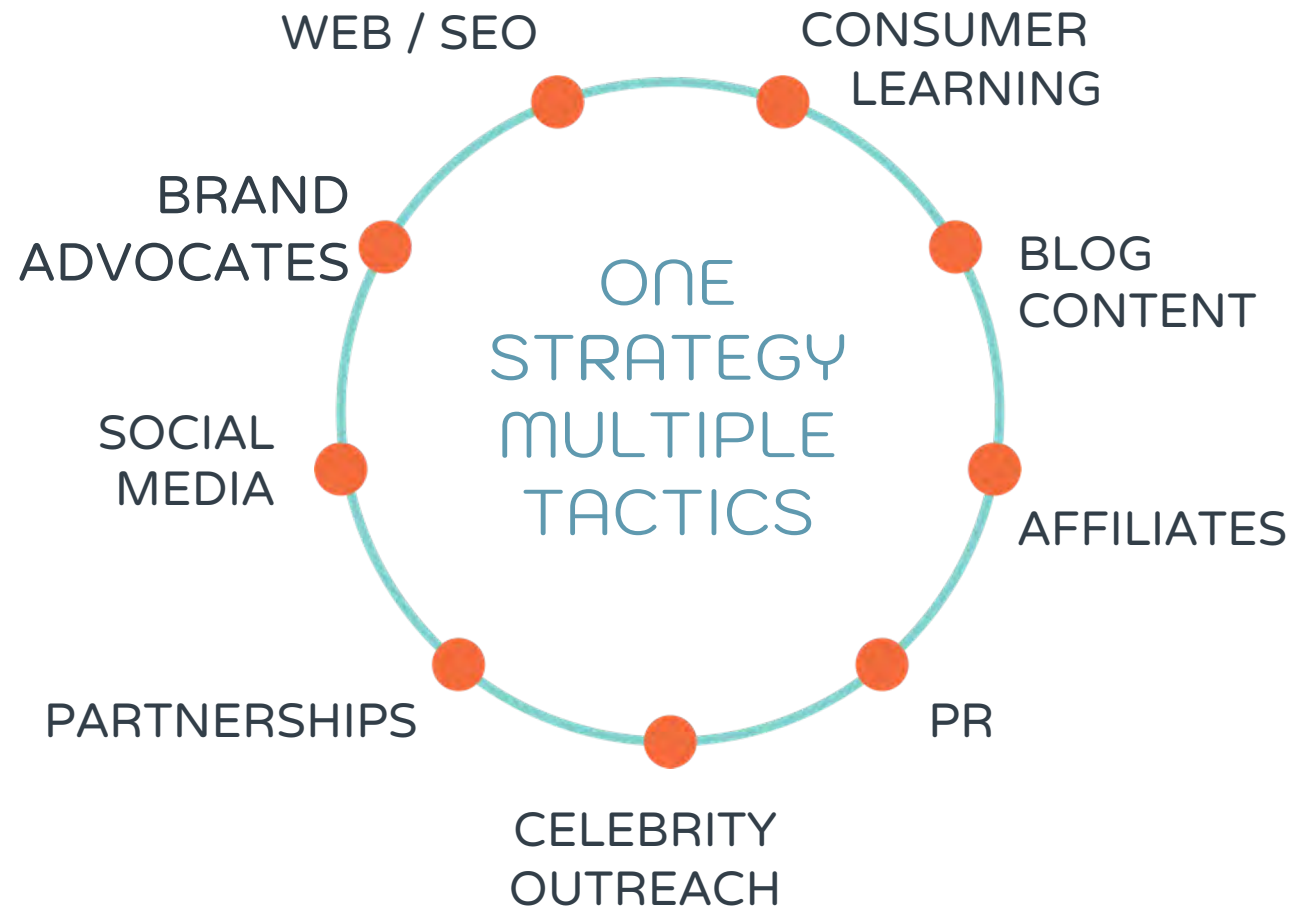 WEB / SEO
CONSUMER
LEARNING
BRAND
ADVOCATES
BLOG
CONTENT
ONE
STRATEGY
MULTIPLE
TACTICS
SOCIAL
MEDIA
AFFILIATES
PARTNERSHIPS
PR
CELEBRITY
OUTREACH